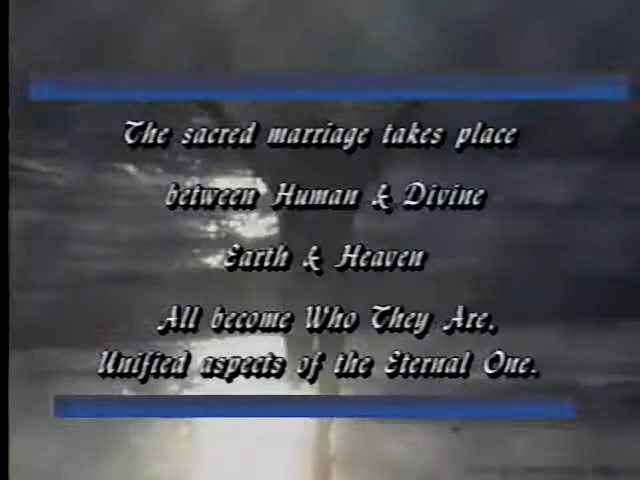 The sacred marriage takes place
between Human & Divine
Earth & Heaven
All become Who They Are,
Unified aspects of the Eternal One.